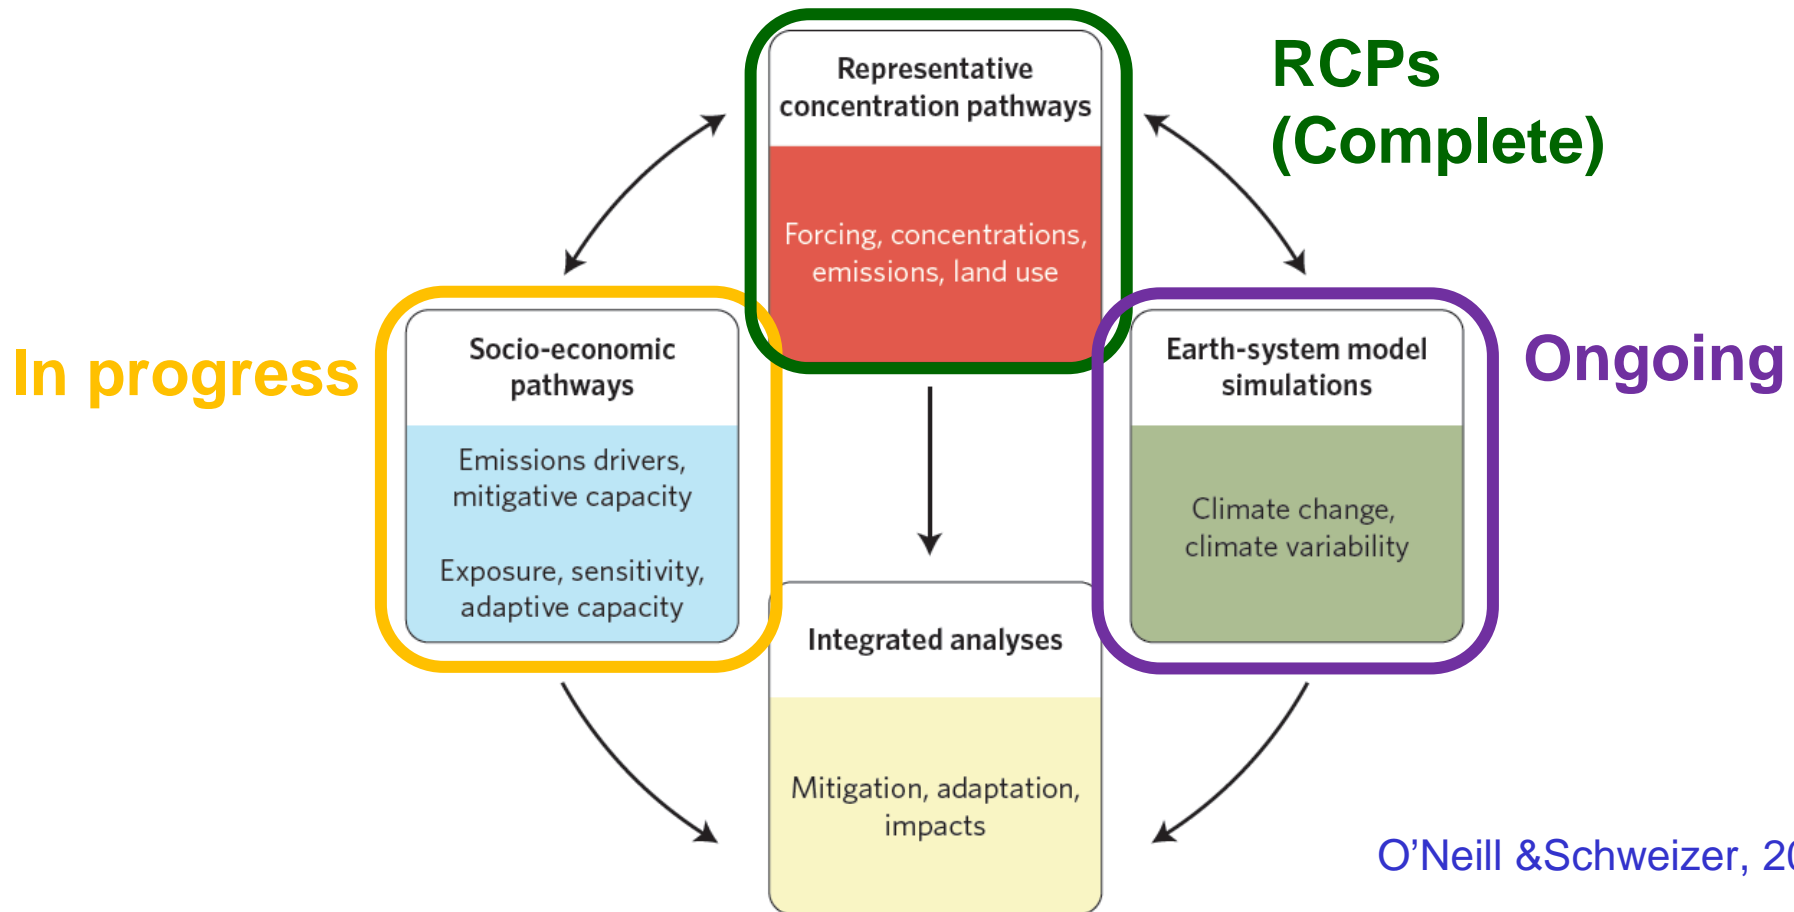 Representative
concentration pathways
Forcing, concentrations,
emissions, land use
RCPs
(Complete)
In progress
Socio-economic
pathways
Emissions drivers,
mitigative capacity
Exposure, sensitivity,
adaptive capacity
Earth-system model
simulations
Climate change,
climate variability
Ongoing
Integrated analyses
Mitigation, adaptation,
impacts
O’Neill &Schweizer,